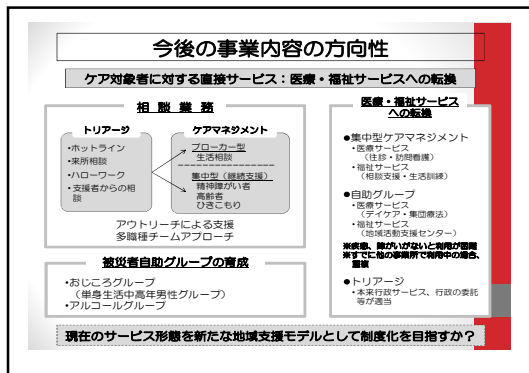 今後の事業内容の方向性
ケア対象者に対する直接サービス：医療・福祉サービスへの転換
相 談 業 務
トリアージ
・ホットライン
・来所相談
・ハローワーク
・支援者からの相
談
ケアマネジメント
ブローカー型
生活相談
集中型（継続支援）
精神障がい者
高齢者
ひきこもり
アウトリーチによる支援
多職種チームアプローチ
被災者自助グループの育成
・おじころグループ
（単身生活中高年男性グループ）
・アルコールグループ
医療・福祉サービス
への転換
●集中型ケアマネジメント
・医療サービス
（往診・訪問看護）
・福祉サービス
（相談支援・生活訓練）
●自助グループ
・医療サービス
（デイケア・集団療法）
・福祉サービス
（地域活動支援センター）
※疾患、障がいがないと利用が困難
※すでに他の事業所で利用中の場合、
重複
●トリアージ
・本来行政サービス、行政の委託
等が適当
現在のサービス形態を新たな地域支援モデルとして制度化を目指すか？